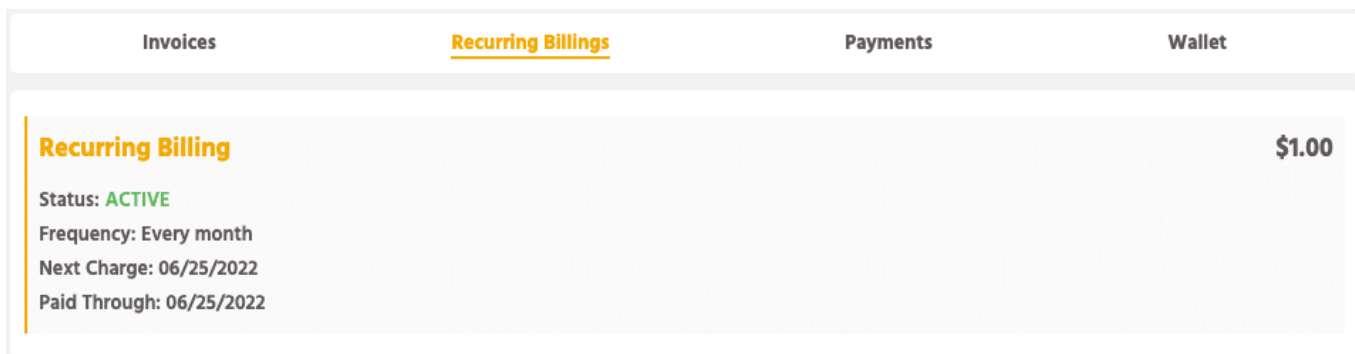 Invoices Recurring Billings Payments Wallet
Recurring Billing $1.00
Status: ACTIVE
Frequency: Every month
Next Charge: 06/25/2022
Paid Through: 06/25/2022